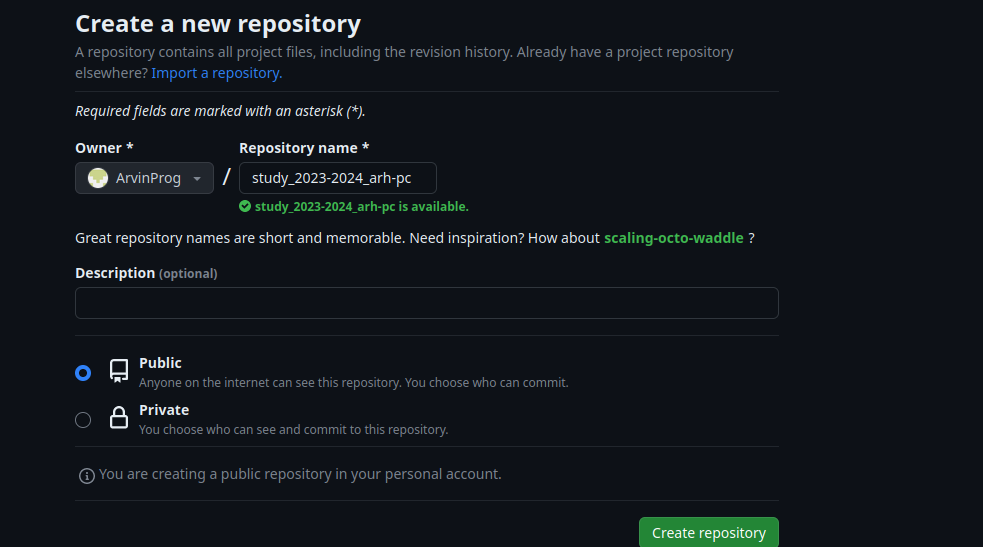 Create a new repository
A repository contains all project files, including the revision history. Already have a project repository
elsewhere? Import a repository.
Required fields are marked with an asterisk (*).
Owner * Repository name *
ArvinProg / study_2023-2024_arh-pc
study_2023-2024_arh-pc is available.
Great repository names are short and memorable. Need inspiration? How about scaling-octo-waddle ?
Description (optional)
Public
Anyone on the internet can see this repository. You choose who can commit.
Private
You choose who can see and commit to this repository.
You are creating a public repository in your personal account.
Create repository